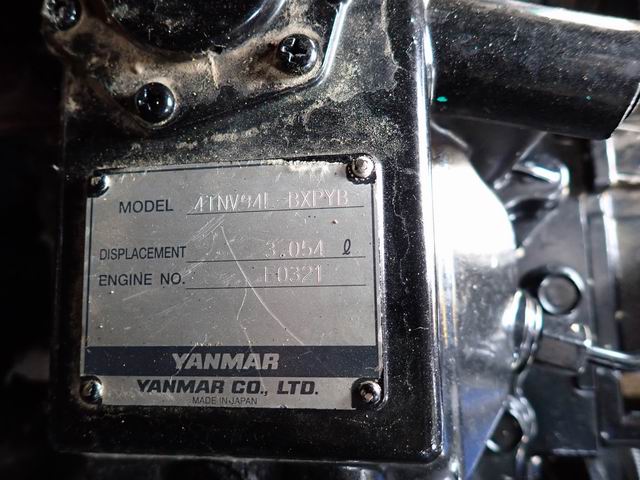 MODEL 4TNV94L-BXPYB
DISPLACEMENT 3.054 ℓ
ENGINE NO. E0321
YANMAR
YANMAR CO., LTD.
MADE IN JAPAN